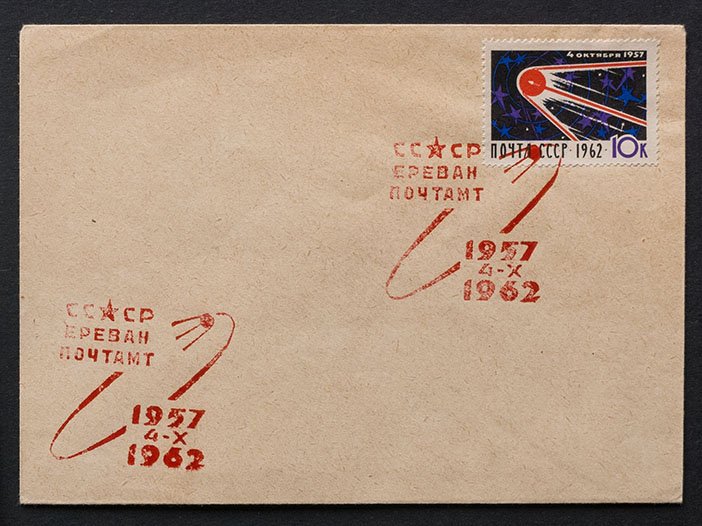 4 ОКТЯБРЯ 1957
ПОЧТА СССР·1962·10К
СС★СР
ЕРЕВАН
ПОЧТАМТ
1957
4-X
1962
СС★СР
ЕРЕВАН
ПОЧТАМТ
1957
4-X
1962